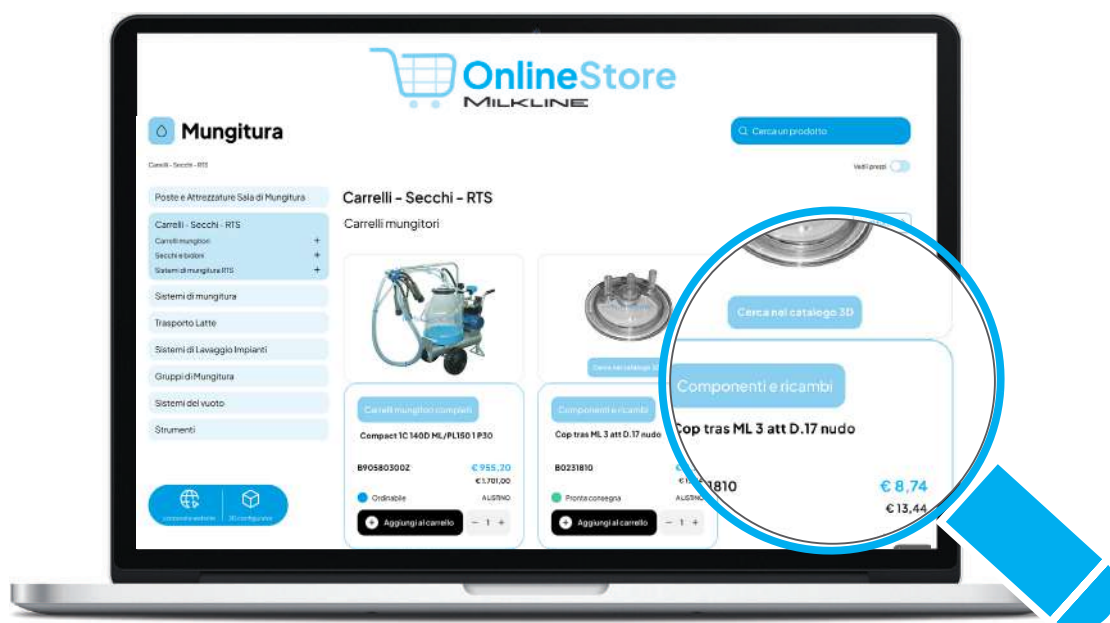 OnlineStore
MILKLINE
Mungitura
Cerca un prodotto
Carrelli - Secchi - RTS
Vedi i prezzi
Poste e Attrezzature Sala di Mungitura
Carrelli - Secchi - RTS
Carrelli mungitori +
Secchi e bidoni +
Sistemi di mungitura RTS +
Sistemi di mungitura
Trasporto Latte
Sistemi di Lavaggio Impianti
Gruppi di Mungitura
Sistemi del vuoto
Strumenti
3D configurator
Carrelli – Secchi – RTS
Carrelli mungitori
Carrelli mungitori completi
Compact 1C 140D ML/PL150 1 P30
B90580300Z € 955,20
€ 1.701,00
Ordinabile
Aggiungi al carrello – 1 +
Cerca nel catalogo 3D
Componenti e ricambi
Cop tras ML 3 att D.17 nudo
B0231810
Pronta consegna
Aggiungi al carrello – 1 +
Cerca nel catalogo 3D
Componenti e ricambi
Cop tras ML 3 att D.17 nudo
1810 € 8,74
€ 13,44